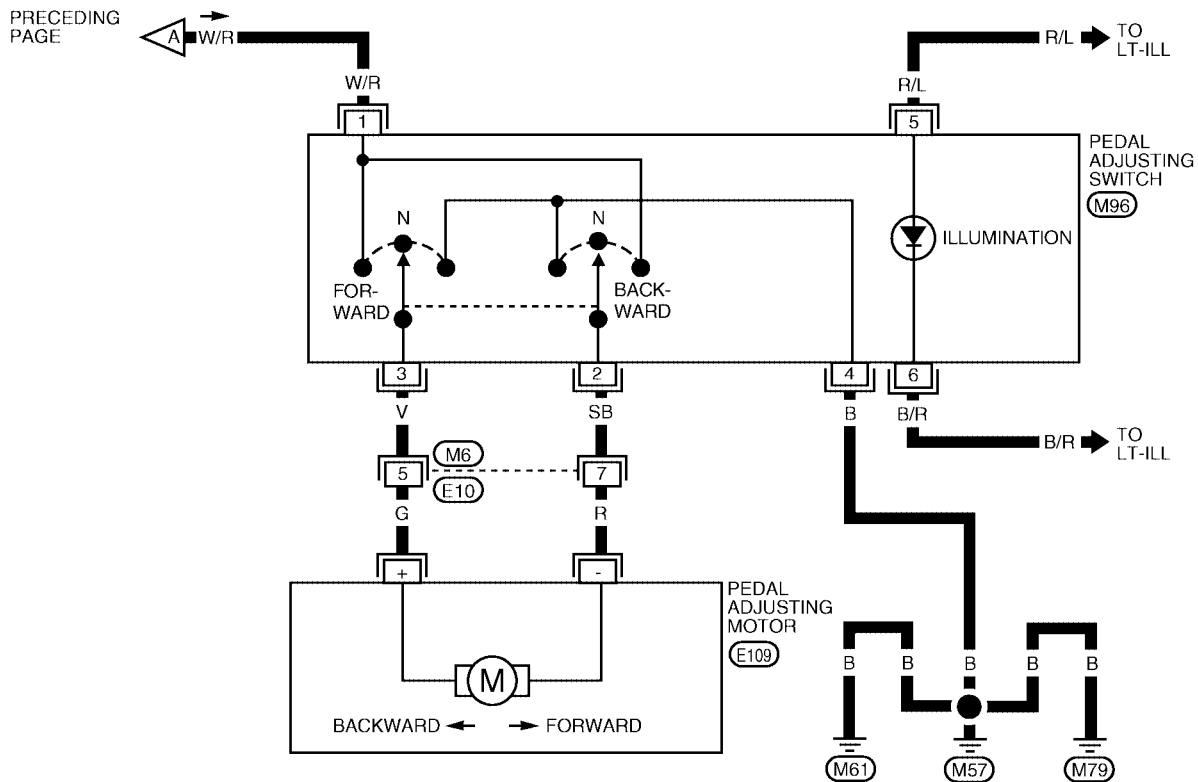 PRECEDING
PAGE
A
W/R
W/R
R/L
TO
LT-ILL
R/L
1
5
PEDAL
ADJUSTING
SWITCH
M96
N
N
ILLUMINATION
FOR-
WARD
BACK-
WARD
3
2
4
6
V
SB
B
B/R
B/R
TO
LT-ILL
5
M6
E10
7
G
R
+
-
PEDAL
ADJUSTING
MOTOR
E109
M
BACKWARD
FORWARD
B
B
B
B
B
M61
M57
M79